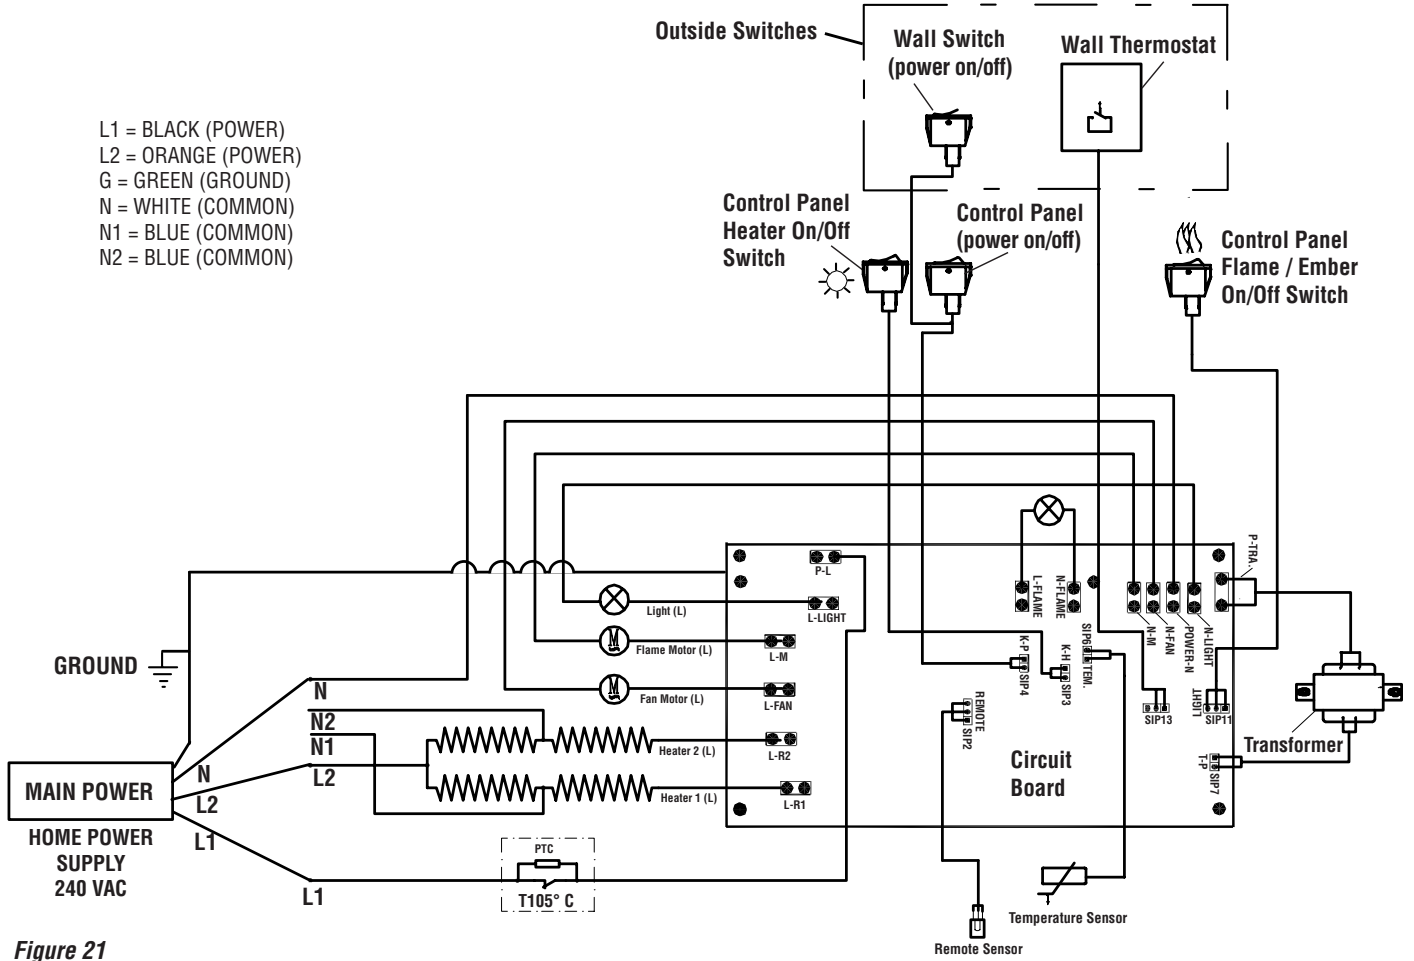 Outside Switches
Wall Switch
(power on/off)
Wall Thermostat
L1 = BLACK (POWER)
L2 = ORANGE (POWER)
G = GREEN (GROUND)
N = WHITE (COMMON)
N1 = BLUE (COMMON)
N2 = BLUE (COMMON)
Control Panel
Heater On/Off
Switch
Control Panel
(power on/off)
Control Panel
Flame / Ember
On/Off Switch
P-TRA.
P-L
L-FLAME
N-FLAME
Light (L)
L-LIGHT
N-M
N-FAN
POWER-N
N-LIGHT
Flame Motor (L)
M
L-M
K-P
SIP4
K-H
SIP3
SIP6
TEM.
GROUND
N
Fan Motor (L)
M
L-FAN
REMOTE
SIP2
SIP13
LIGHT
SIP11
N2
N1
Heater 2 (L)
L-R2
Transformer
L2
N
MAIN POWER
L2
Heater 1 (L)
L-R1
Circuit
Board
T-P
SIP7
HOME POWER
SUPPLY
240 VAC
L1
L1
PTC
T105° C
Temperature Sensor
Remote Sensor
Figure 21